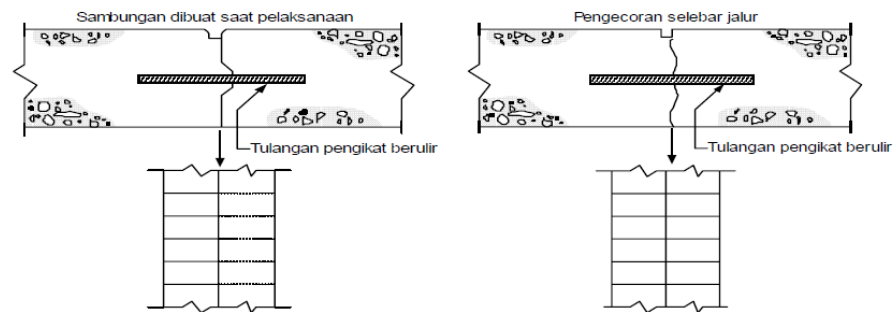 Sambungan dibuat saat pelaksanaan
Pengecoran selebar jalur
Tulangan pengikat berulir
Tulangan pengikat berulir